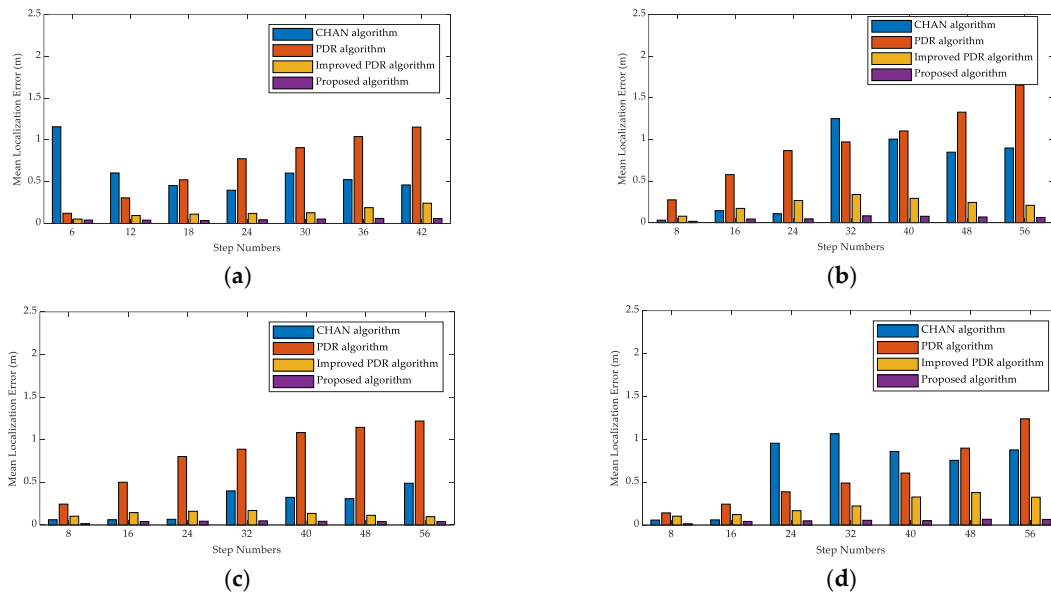 2.5
2
1.5
1
0.5
0
Mean Localization Error (m)
CHAN algorithm
PDR algorithm
Improved PDR algorithm
Proposed algorithm
6 12 18 24 30 36 42
Step Numbers
(a)
2.5
2
1.5
1
0.5
0
Mean Localization Error (m)
CHAN algorithm
PDR algorithm
Improved PDR algorithm
Proposed algorithm
8 16 24 32 40 48 56
Step Numbers
(b)
2.5
2
1.5
1
0.5
0
Mean Localization Error (m)
CHAN algorithm
PDR algorithm
Improved PDR algorithm
Proposed algorithm
8 16 24 32 40 48 56
Step Numbers
(c)
2.5
2
1.5
1
0.5
0
Mean Localization Error (m)
CHAN algorithm
PDR algorithm
Improved PDR algorithm
Proposed algorithm
8 16 24 32 40 48 56
Step Numbers
(d)